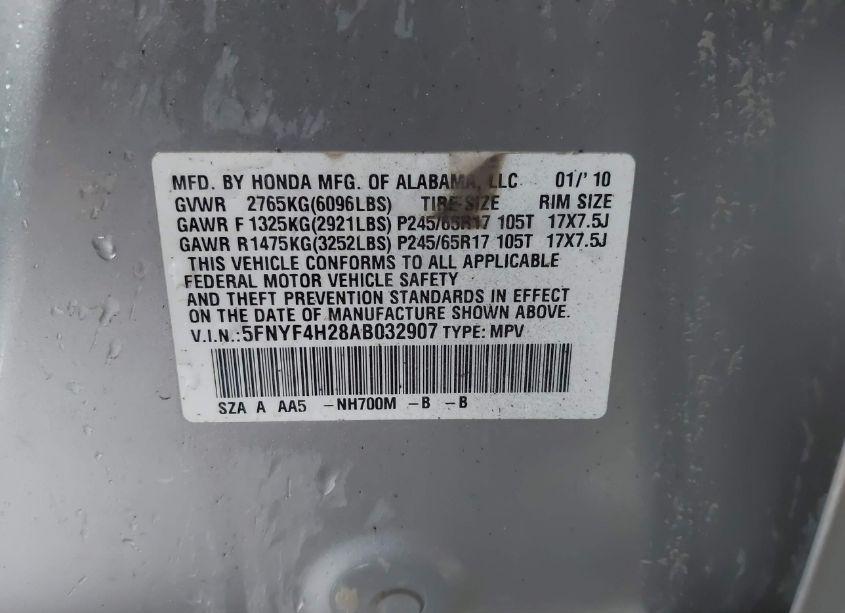 MFD. BY HONDA MFG. OF ALABAMA, LLC 01/' 10
GVWR 2765KG(6096LBS) TIRE SIZE RIM SIZE
GAWR F 1325KG(2921LBS) P245/65R17 105T 17X7.5J
GAWR R 1475KG(3252LBS) P245/65R17 105T 17X7.5J
THIS VEHICLE CONFORMS TO ALL APPLICABLE
FEDERAL MOTOR VEHICLE SAFETY
AND THEFT PREVENTION STANDARDS IN EFFECT
ON THE DATE OF MANUFACTURE SHOWN ABOVE.
V.I.N.:5FNYF4H28AB032907 TYPE: MPV
SZA A AA5 -NH700M -B -B